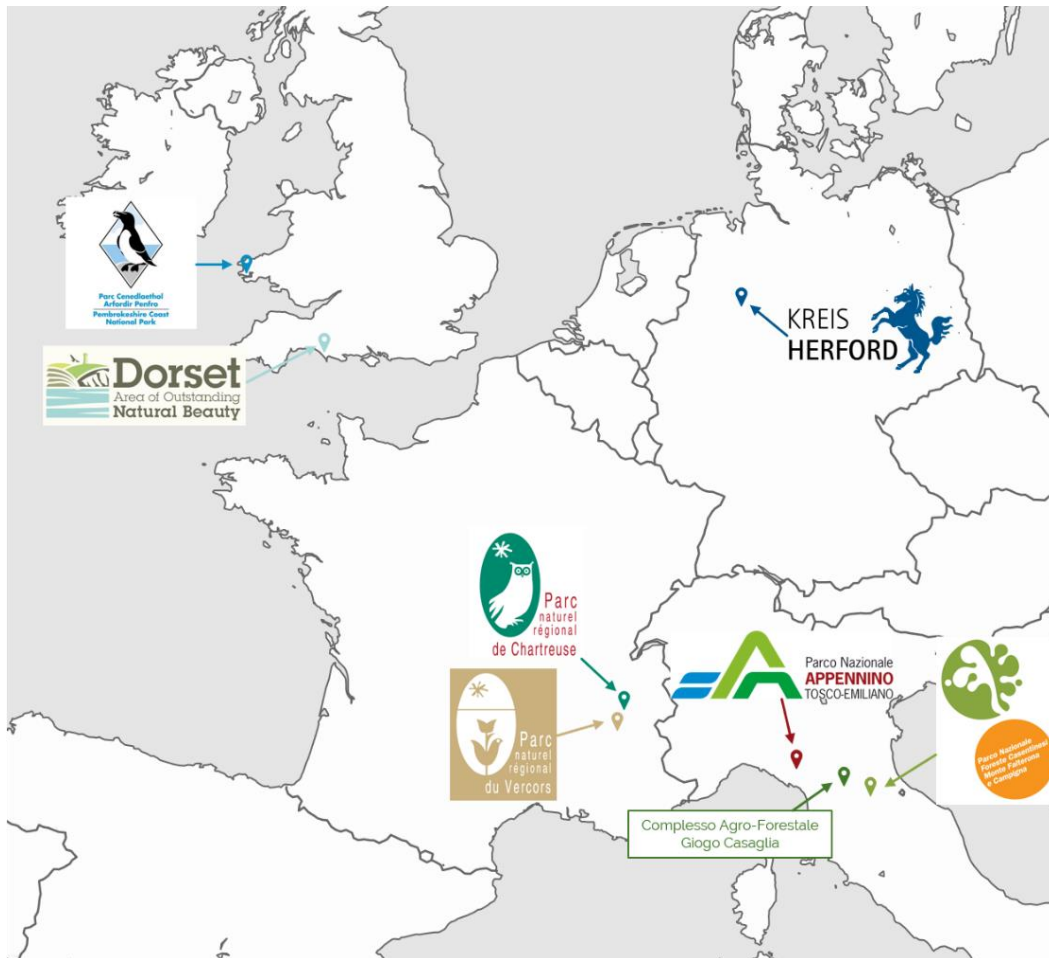 Parc Cenedlaethol
Arfordir Penfro
Pembrokeshire Coast
National Park
Dorset
Area of Outstanding
Natural Beauty
KREIS
HERFORD
Parc
naturel
régional
de Chartreuse
Parc
naturel
régional
du Vercors
Parco Nazionale
APPENNINO
TOSCO-EMILIANO
Parco Nazionale
Foreste Casentinesi
Monte Falterona
e Campigna
Complesso Agro-Forestale
Giogo Casaglia